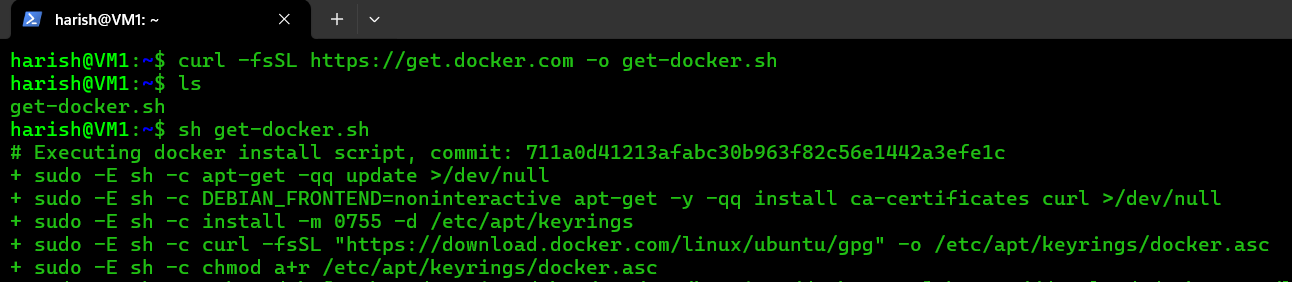 harish@VM1: ~
harish@VM1:~$ curl -fsSL https://get.docker.com -o get-docker.sh
harish@VM1:~$ ls
get-docker.sh
harish@VM1:~$ sh get-docker.sh
# Executing docker install script, commit: 711a0d41213afabc30b963f82c56e1442a3efe1c
+ sudo -E sh -c apt-get -qq update >/dev/null
+ sudo -E sh -c DEBIAN_FRONTEND=noninteractive apt-get -y -qq install ca-certificates curl >/dev/null
+ sudo -E sh -c install -m 0755 -d /etc/apt/keyrings
+ sudo -E sh -c curl -fsSL "https://download.docker.com/linux/ubuntu/gpg" -o /etc/apt/keyrings/docker.asc
+ sudo -E sh -c chmod a+r /etc/apt/keyrings/docker.asc